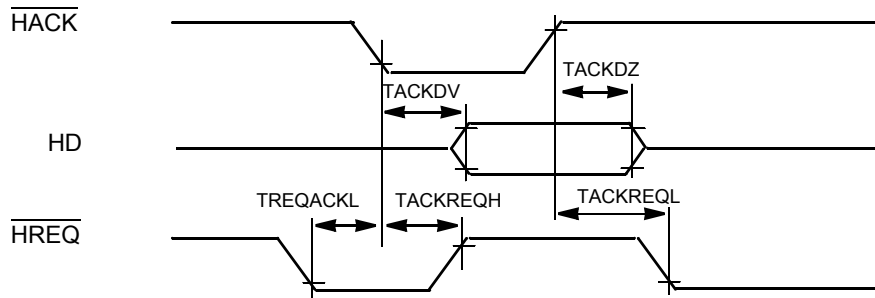 HACK
TACKDZ
TACKDV
HD
TREQACKL TACKREQH TACKREQL
HREQ